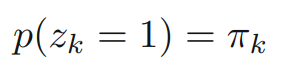 p(z_k = 1) = π_k